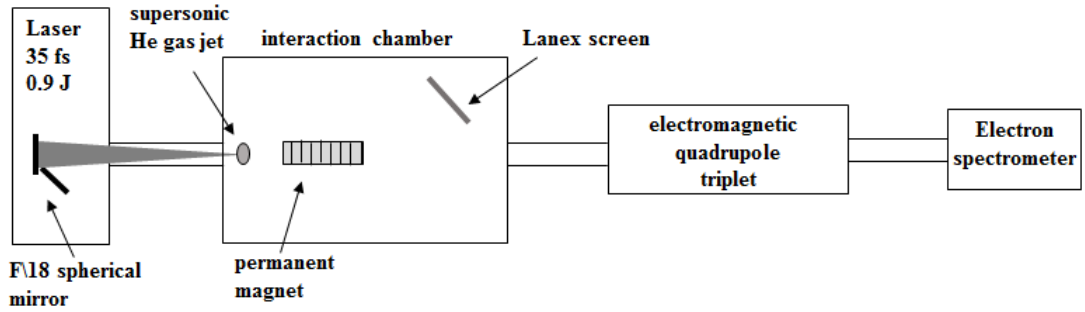 Laser
35 fs
0.9 J
supersonic
He gas jet
interaction chamber
Lanex screen
electromagnetic
quadrupole
triplet
Electron
spectrometer
F\18 spherical
mirror
permanent
magnet